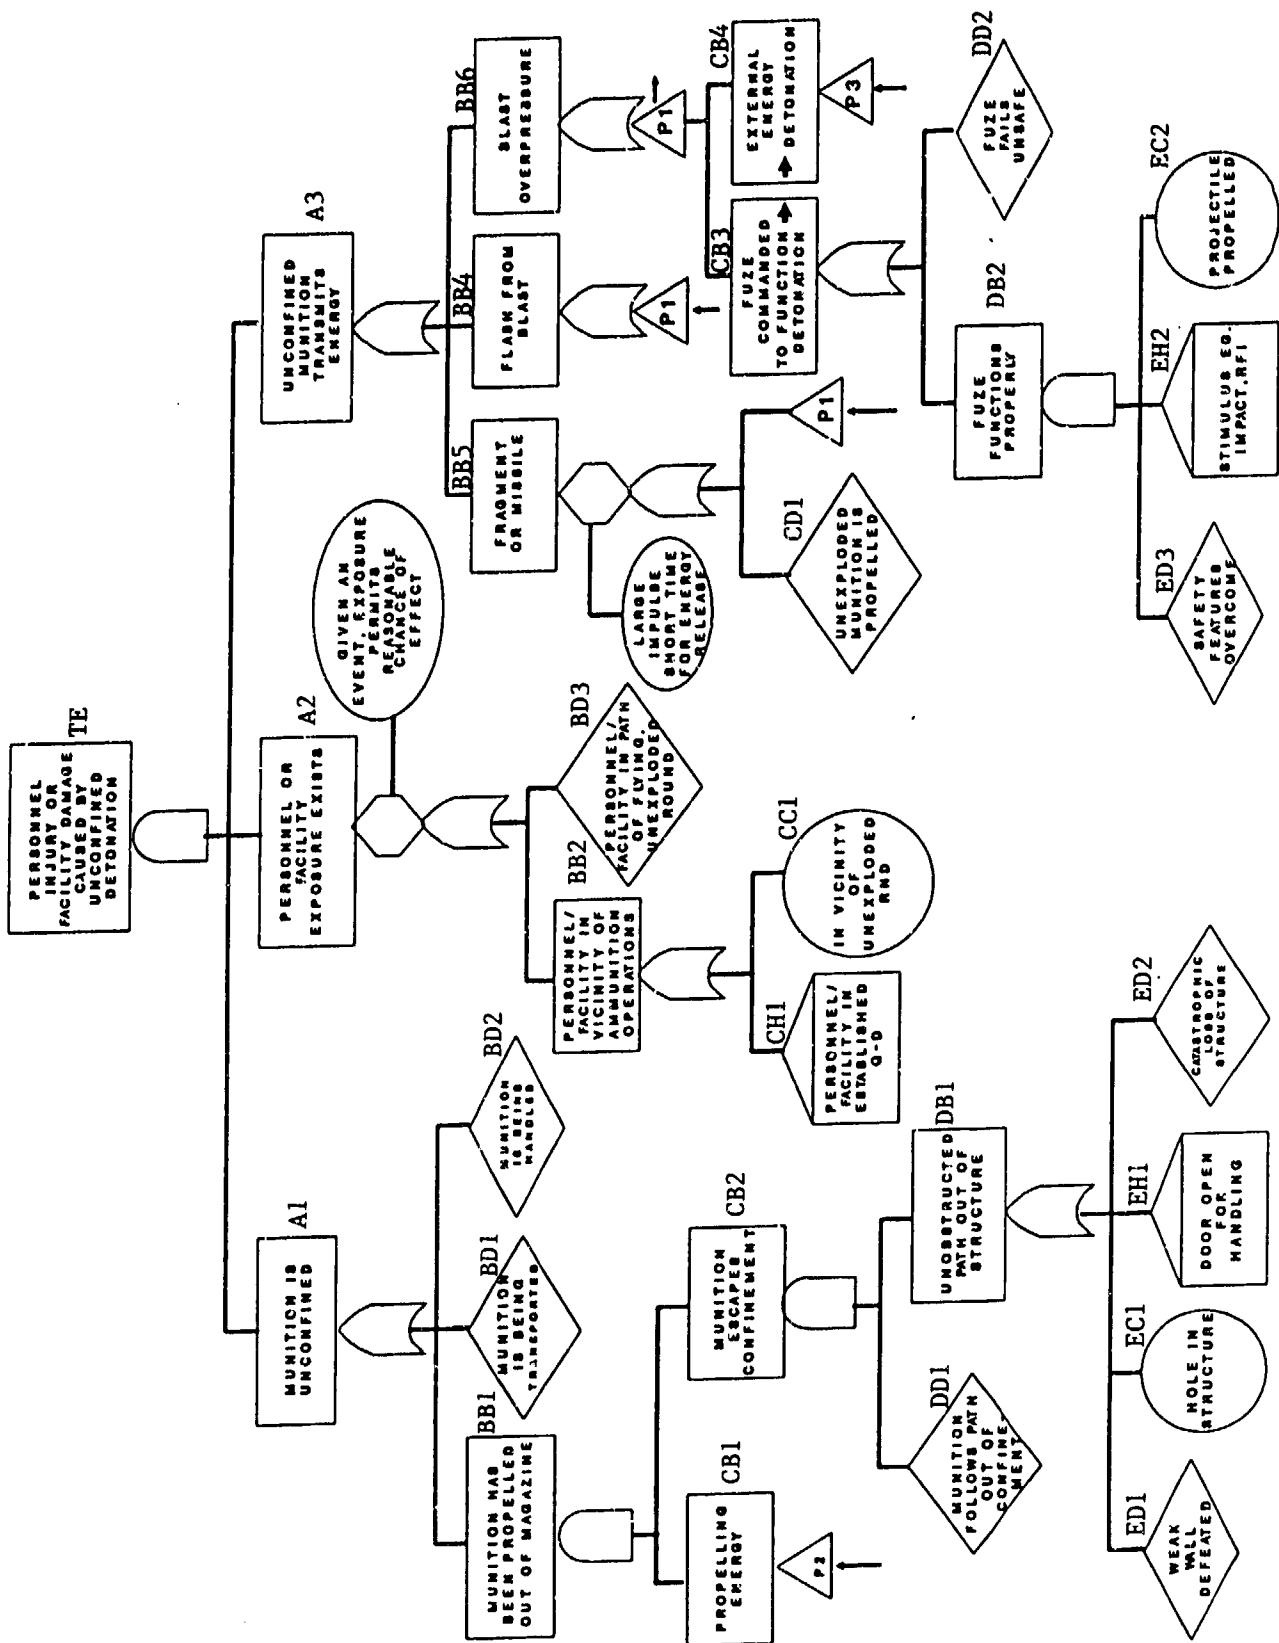 PERSONNEL
INJURY OR
FACILITY DAMAGE
CAUSED BY
UNCONFINED
DETONATION
TE
MUNITION IS
UNCONFINED
A1
PERSONNEL OR
FACILITY
EXPOSURE EXISTS
A2
GIVEN AN
EVENT, EXPOSURE
PERMITS
REASONABLE
CHANCE OF
EFFECT
UNCONFINED
MUNITION
TRANSMITS
ENERGY
A3
MUNITION HAS
BEEN PROPELLED
OUT OF MAGAZINE
BB1
MUNITION
IS BEING
TRANSPORTED
BD1
MUNITION
IS BEING
HANDLED
BD2
PERSONNEL/
FACILITY IN
VICINITY OF
AMMUNITION
OPERATIONS
BB2
PERSONNEL/
FACILITY IN PATH
OF FLYING,
UNEXPLODED
ROUND
BD3
FRAGMENT
OR MISSILE
BB5
LARGE
IMPULSE
SHORT TIME
FOR ENERGY
RELEASE
FLASH FROM
BLAST
BB4
P1
BLAST
OVERPRESSURE
BB6
P1
PROPELLING
ENERGY
CB1
P2
MUNITION
ESCAPES
CONFINEMENT
CB2
PERSONNEL/
FACILITY IN
ESTABLISHED
Q-D
CH1
IN VICINITY
OF
UNEXPLODED
RND
CC1
UNEXPLODED
MUNITION IS
PROPELLED
CD1
P1
FUZE
COMMANDED
TO FUNCTION
DETONATION
CB3
EXTERNAL
ENERGY
DETONATION
CB4
P3
MUNITION
FOLLOWS PATH
OUT OF
CONFINE-
MENT
DD1
UNOBSTRUCTED
PATH OUT OF
STRUCTURE
DB1
FUZE
FUNCTIONS
PROPERLY
DB2
FUZE
FAILS
UNSAFE
DD2
WEAK
WALL
DEFEATED
ED1
HOLE IN
STRUCTURE
EC1
DOOR OPEN
FOR
HANDLING
EH1
CATASTROPHIC
LOSS OF
STRUCTURE
ED2
SAFETY
FEATURES
OVERCOME
ED3
STIMULUS EG.
IMPACT,RFI
EH2
PROJECTILE
PROPELLED
EC2